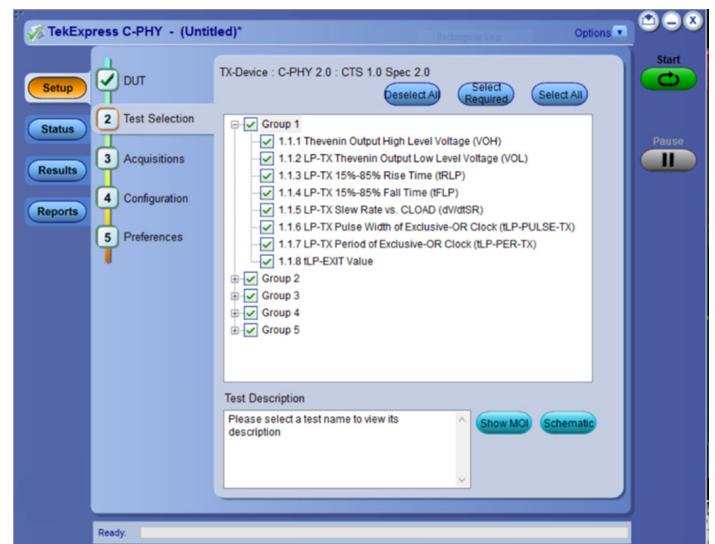 TekExpress C-PHY - (Untitled)*
Options
Start
Pause
Setup
Status
Results
Reports
DUT
2 Test Selection
3 Acquisitions
4 Configuration
5 Preferences
TX-Device : C-PHY 2.0 : CTS 1.0 Spec 2.0
Deselect All
Select Required
Select All
Group 1
1.1.1 Thevenin Output High Level Voltage (VOH)
1.1.2 LP-TX Thevenin Output Low Level Voltage (VOL)
1.1.3 LP-TX 15%-85% Rise Time (tRLP)
1.1.4 LP-TX 15%-85% Fall Time (tFLP)
1.1.5 LP-TX Slew Rate vs. CLOAD (dV/dtSR)
1.1.6 LP-TX Pulse Width of Exclusive-OR Clock (tLP-PULSE-TX)
1.1.7 LP-TX Period of Exclusive-OR Clock (tLP-PER-TX)
1.1.8 tLP-EXIT Value
Group 2
Group 3
Group 4
Group 5
Test Description
Please select a test name to view its
description
Show MOI
Schematic
Ready.